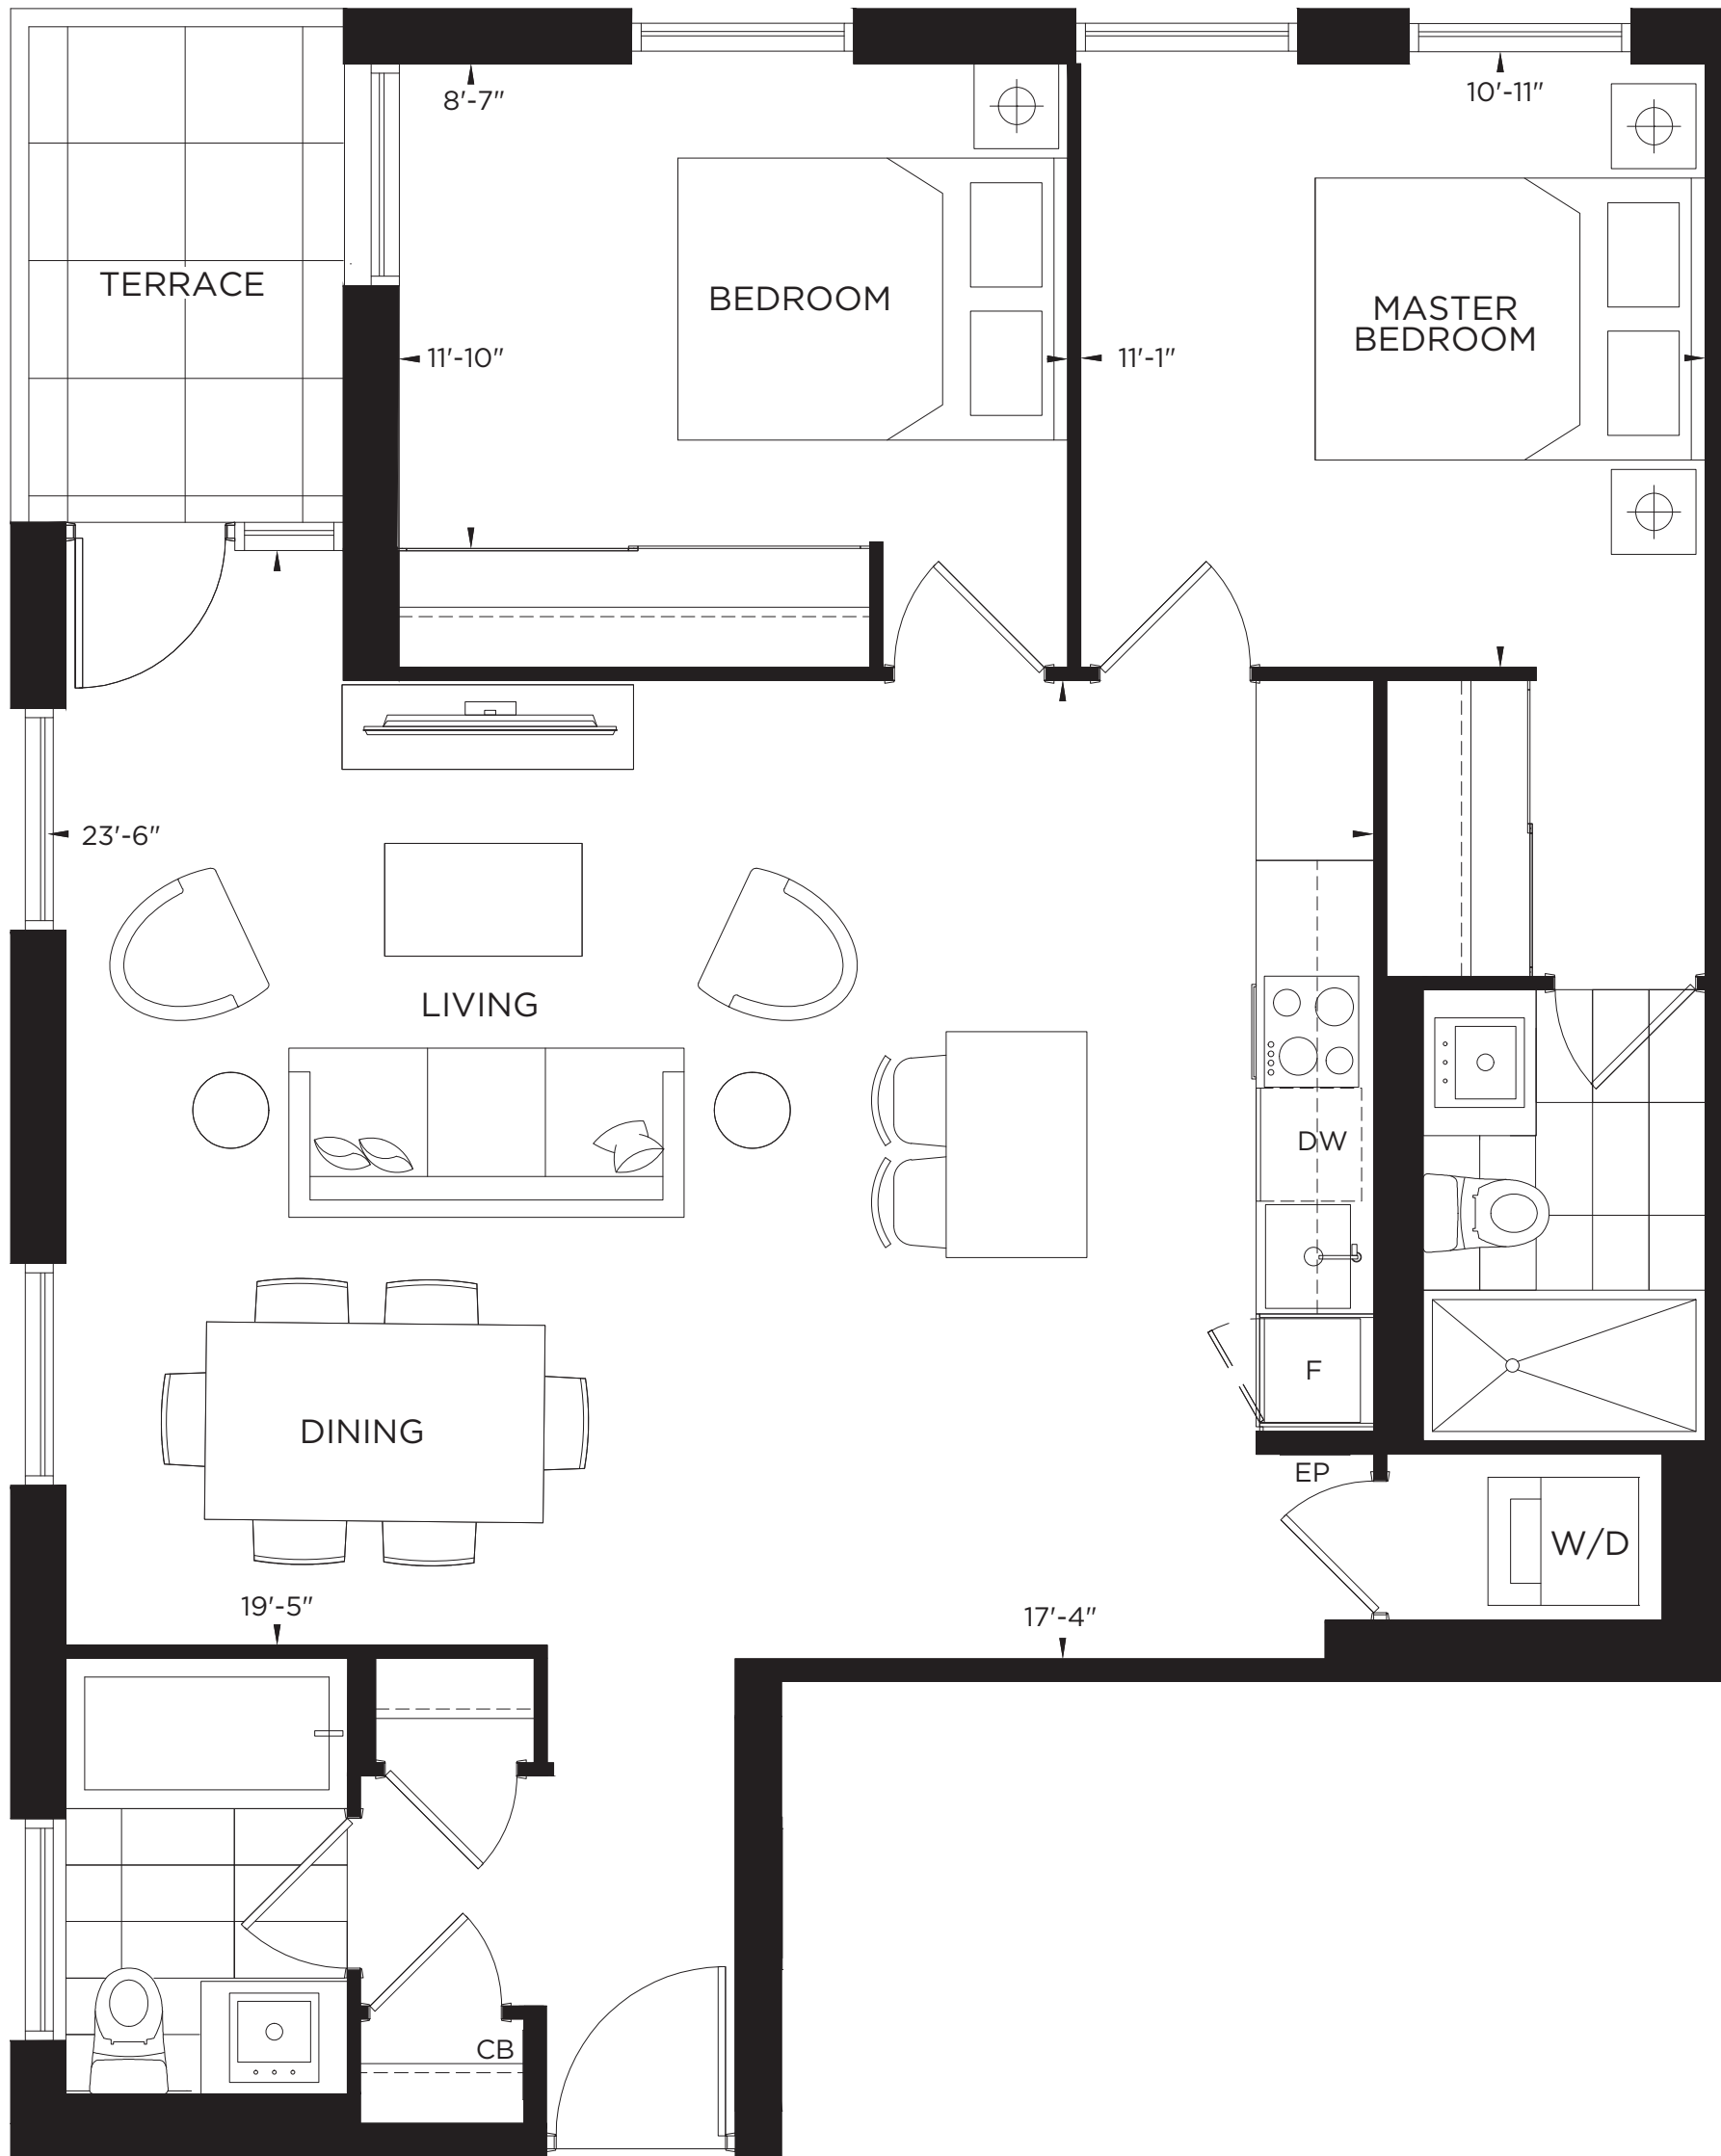 8'-7"
10'-11"
TERRACE
BEDROOM
MASTER
BEDROOM
11'-10"
11'-1"
23'-6"
LIVING
DW
F
DINING
EP
W/D
19'-5"
17'-4"
CB